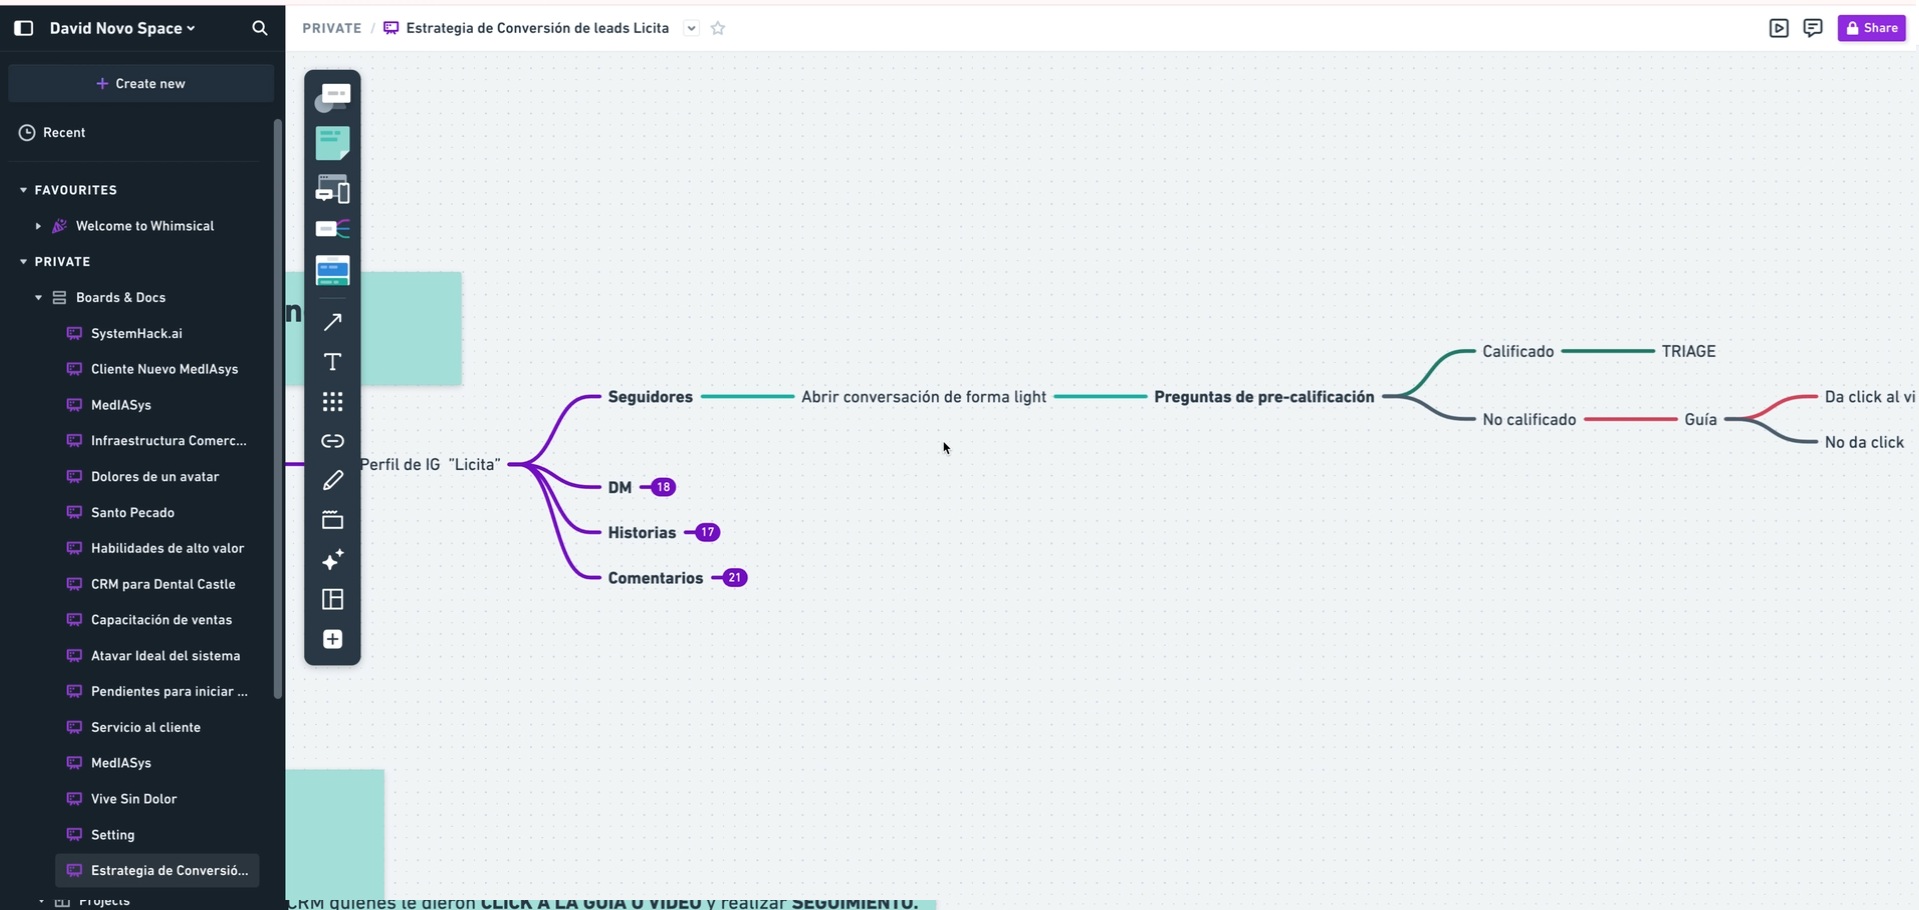 David Novo Space
PRIVATE / Estrategia de Conversión de leads Licita
Share
+ Create new
Recent
FAVOURITES
Welcome to Whimsical
PRIVATE
Boards & Docs
SystemHack.ai
Cliente Nuevo MedIAsys
MedIASys
Infraestructura Comerc...
Dolores de un avatar
Santo Pecado
Habilidades de alto valor
CRM para Dental Castle
Capacitación de ventas
Atavar Ideal del sistema
Pendientes para iniciar ...
Servicio al cliente
MedIASys
Vive Sin Dolor
Setting
Estrategia de Conversió...
Projects
n
T
Perfil de IG "Licita"
Seguidores
Abrir conversación de forma light
Preguntas de pre-calificación
Calificado
TRIAGE
No calificado
Guía
Da click al vi
No da click
DM 18
Historias 17
Comentarios 21
CRM quienes le dieron CLICK A LA GUIA O VIDEO y realizar SEGUIMIENTO.